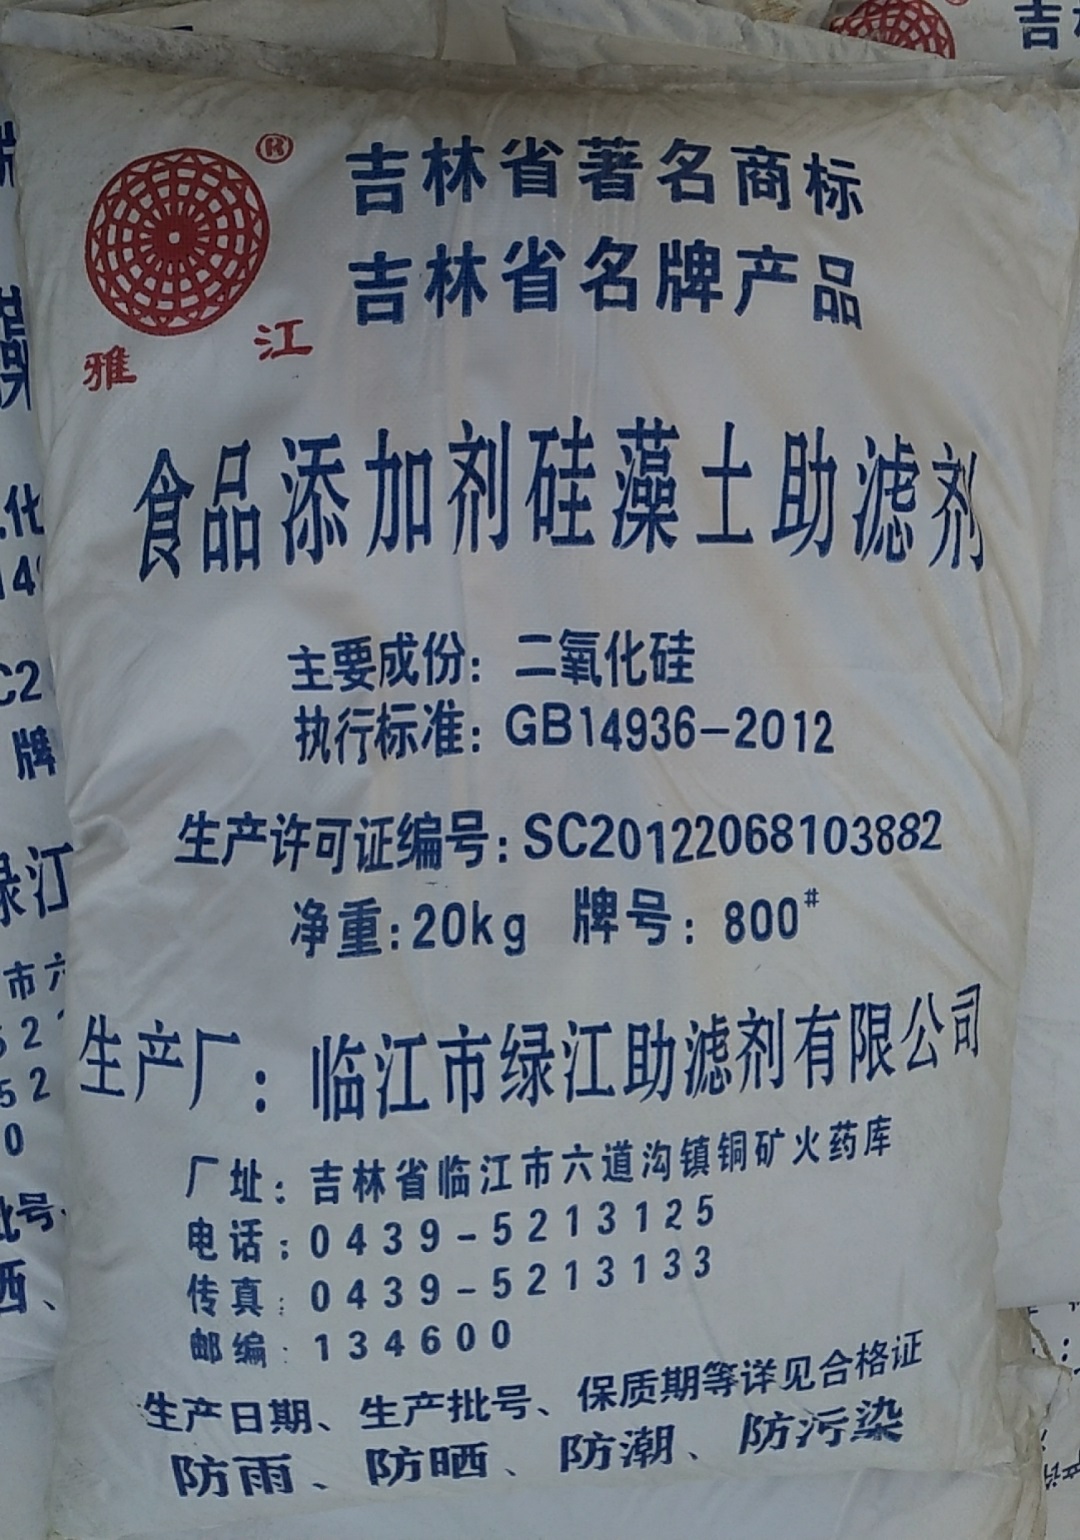 吉林省著名商标
吉林省名牌产品
雅江
食品添加剂硅藻土助滤剂
主要成份：二氧化硅
执行标准：GB14936-2012
生产许可证编号：SC20122068103882
净重：20kg 牌号：800#
生产厂：临江市绿江助滤剂有限公司
厂址：吉林省临江市六道沟镇铜矿火药库
电话：0439-5213125
传真：0439-5213133
邮编：134600
生产日期、生产批号、保质期等详见合格证
防雨、防晒、防潮、防污染